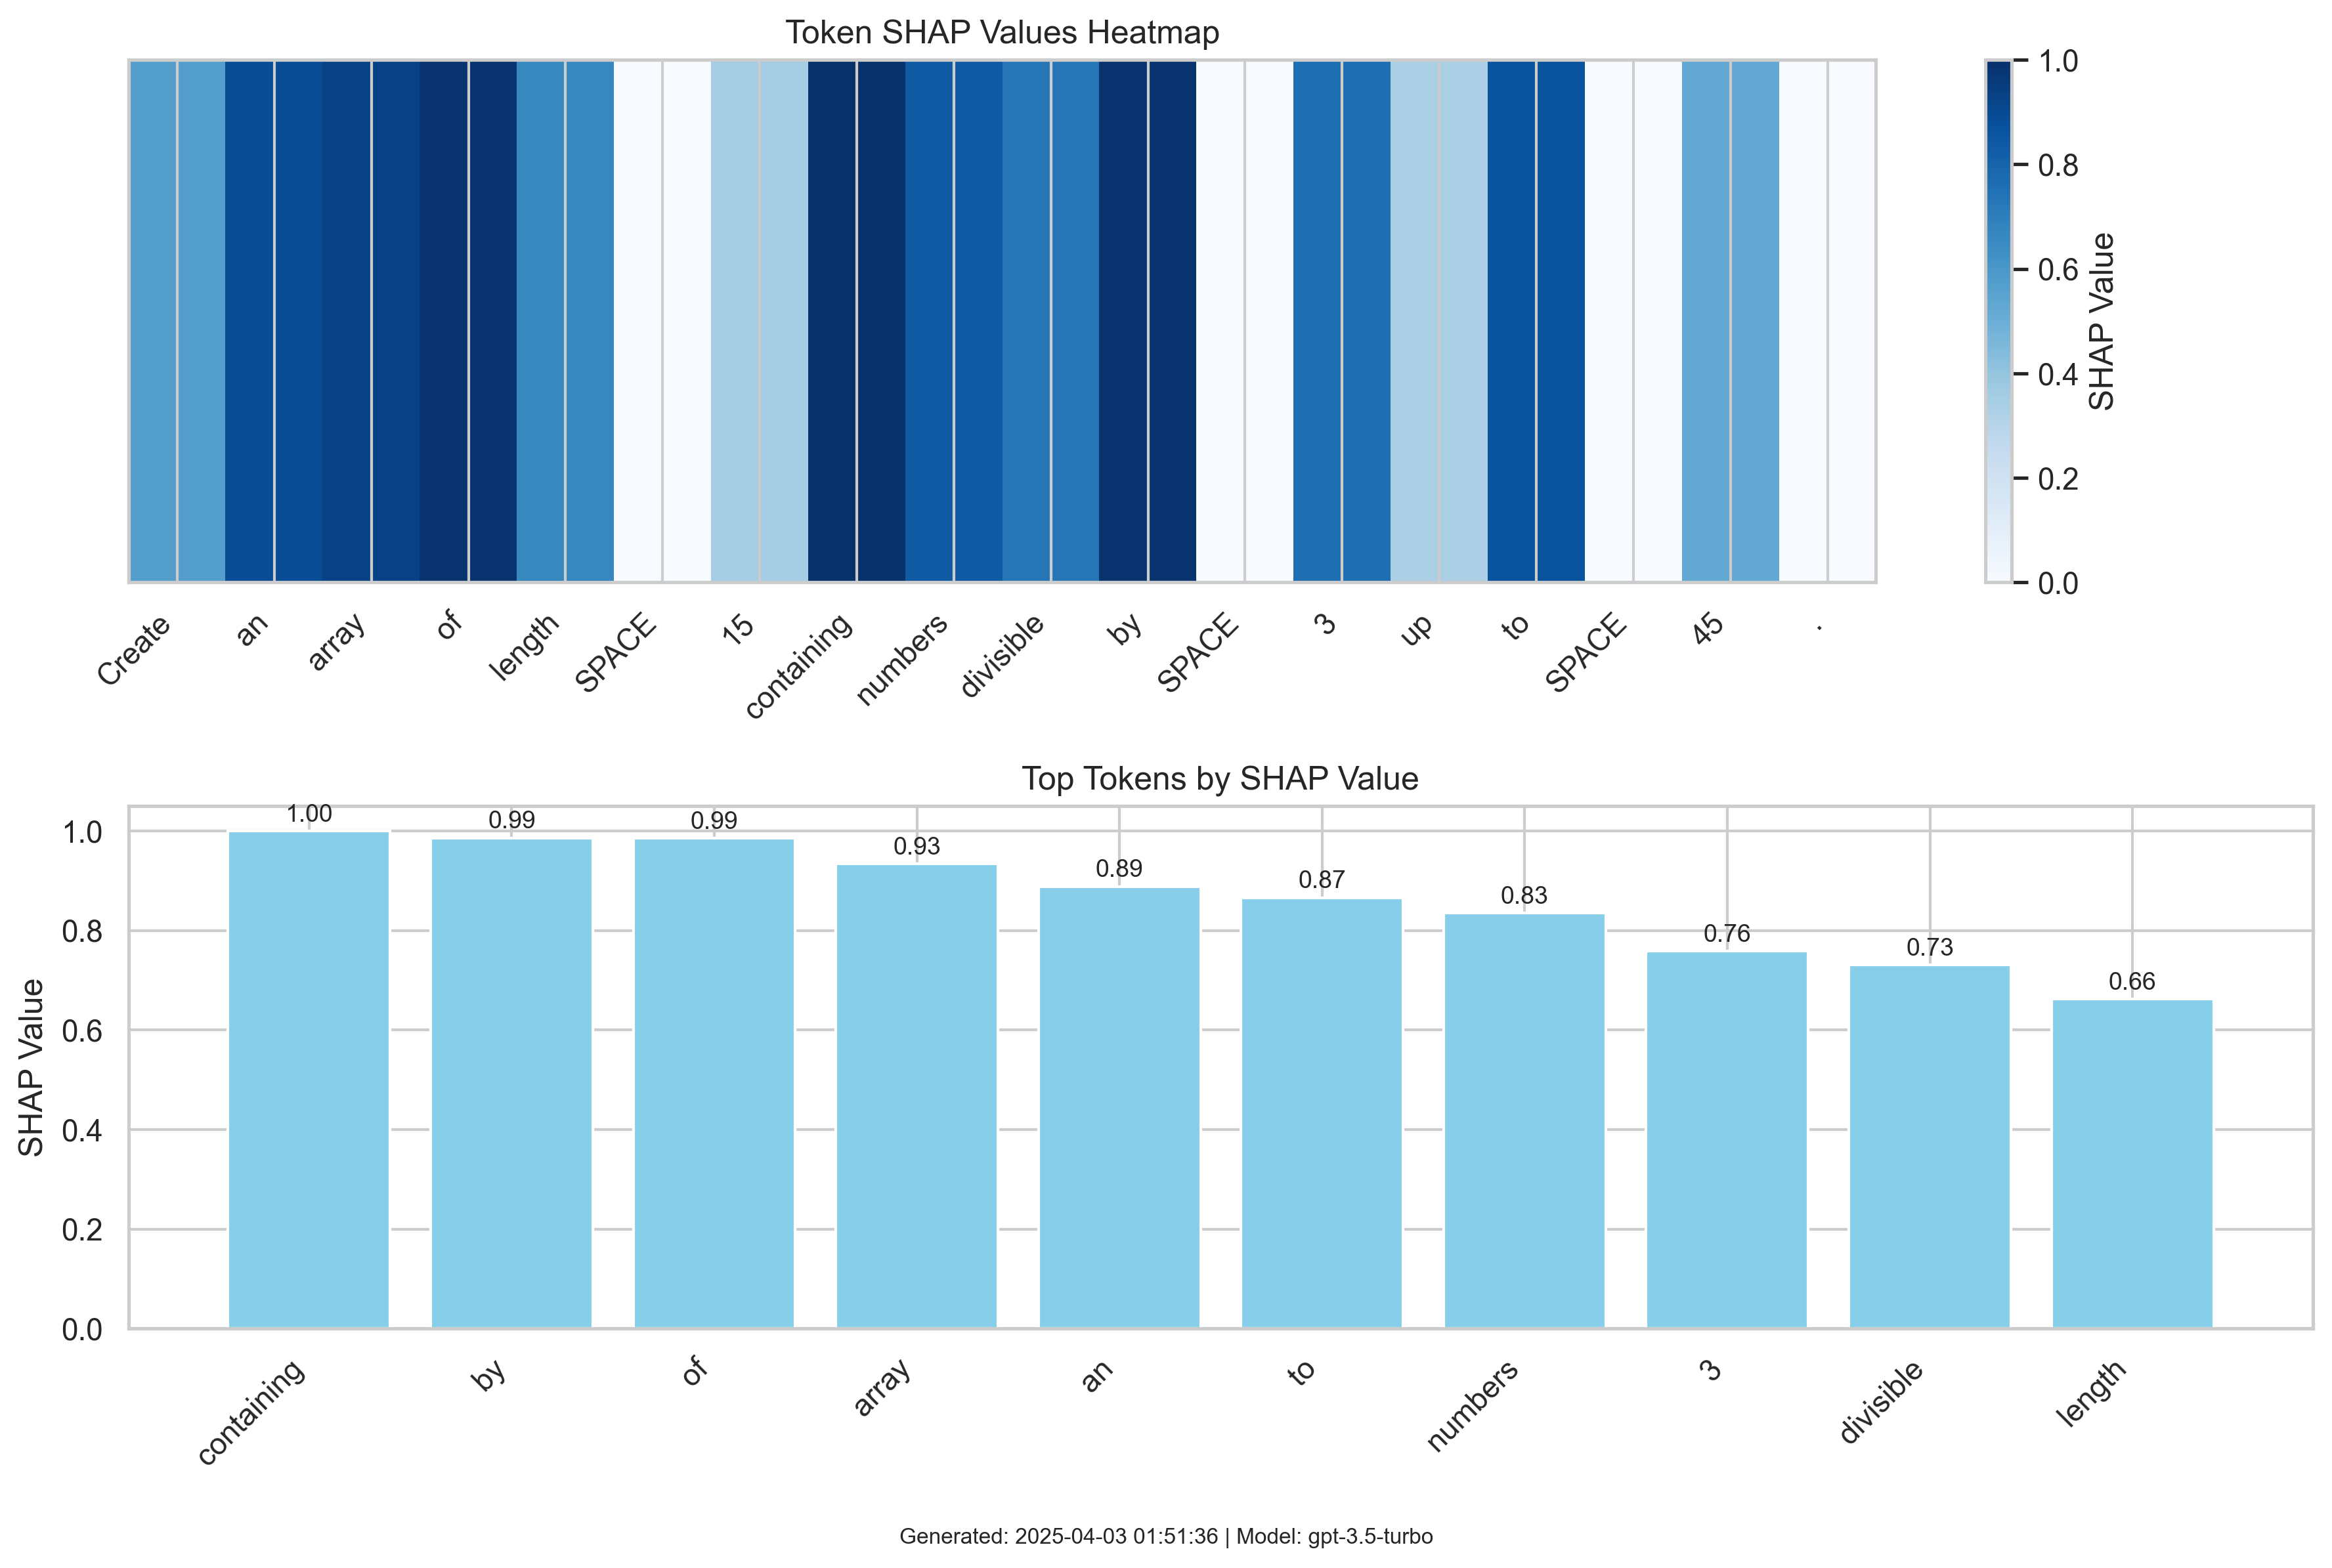 Token SHAP Values Heatmap
1.0
0.8
0.6
0.4
0.2
0.0
SHAP Value
Create
an
array
of
length
SPACE
15
containing
numbers
divisible
by
SPACE
3
up
to
SPACE
45
.
Top Tokens by SHAP Value
SHAP Value
1.0
0.8
0.6
0.4
0.2
0.0
1.00
0.99
0.99
0.93
0.89
0.87
0.83
0.76
0.73
0.66
containing
by
of
array
an
to
numbers
3
divisible
length
Generated: 2025-04-03 01:51:36 | Model: gpt-3.5-turbo